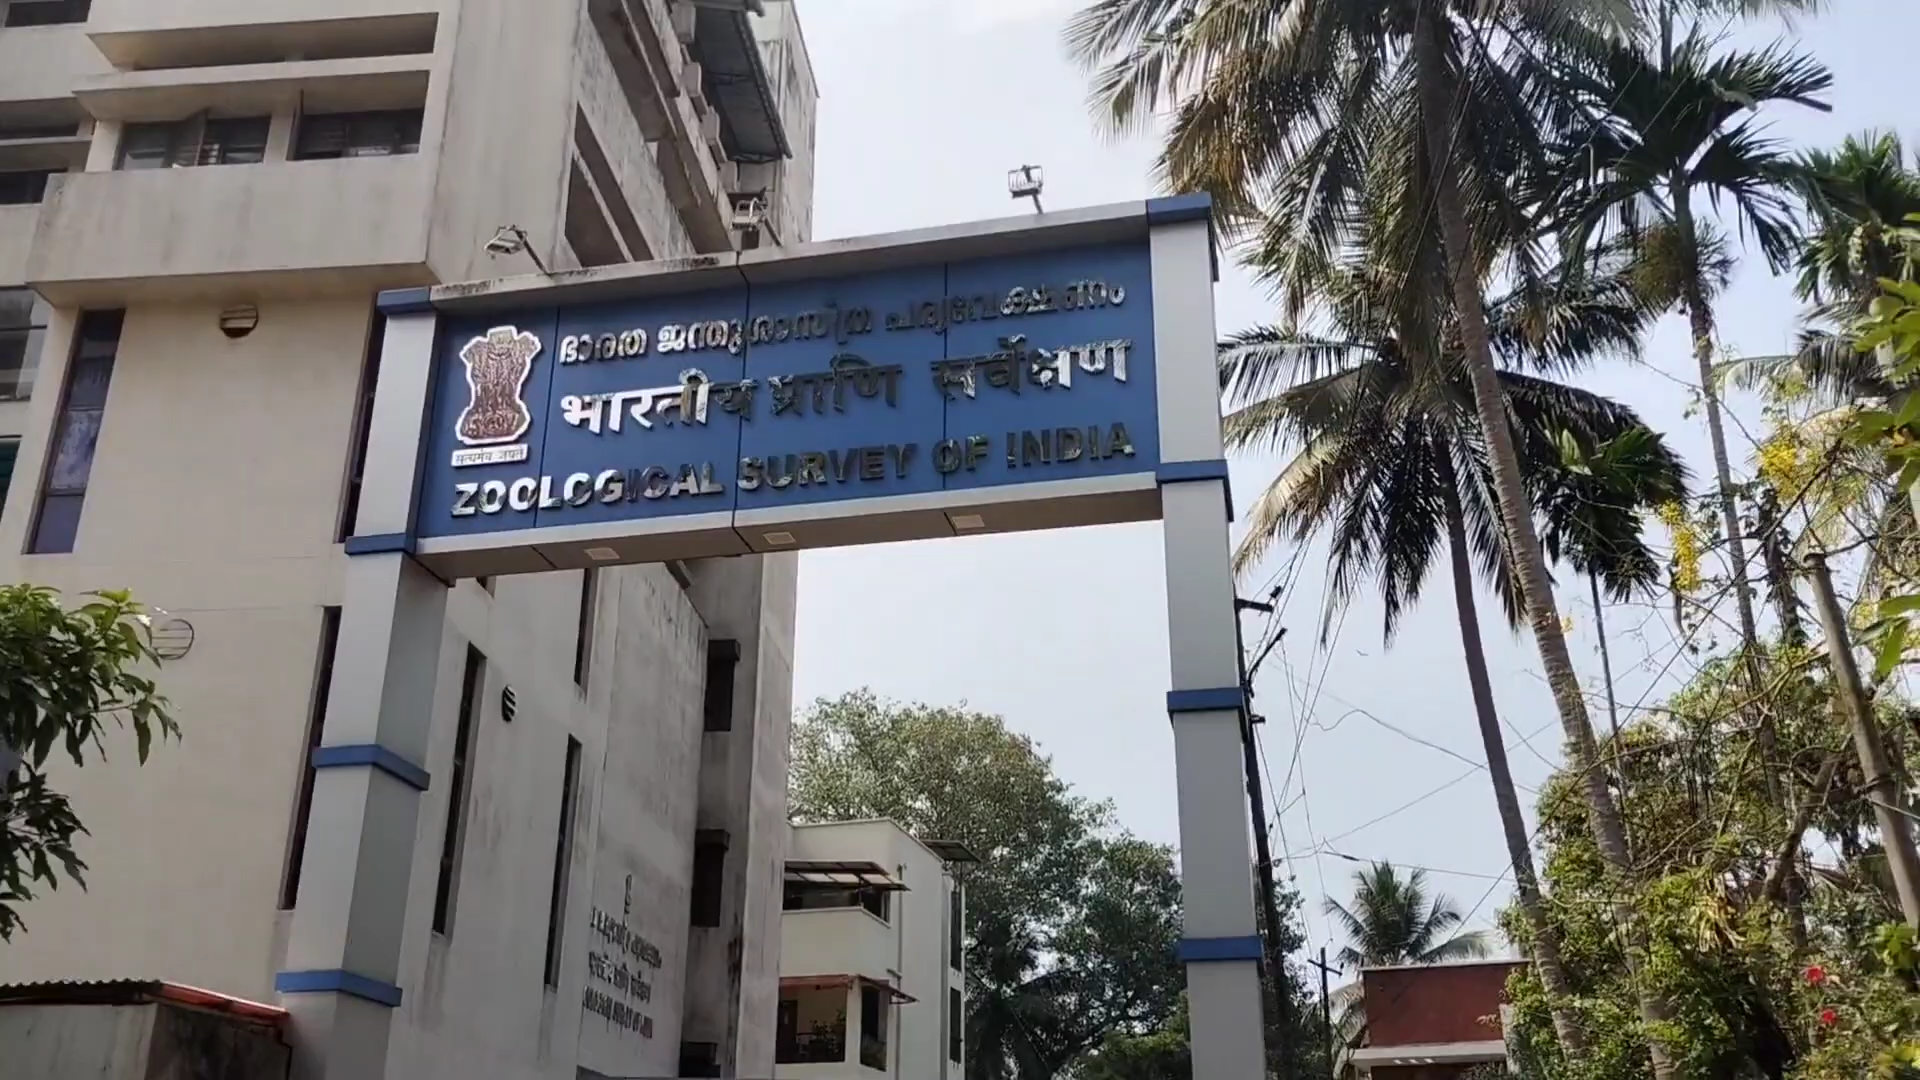 ഭാരത ജന്തുശാസ്ത്ര പര്യവേക്ഷണം
भारतीय प्राणि सर्वेक्षण
सत्यमेव जयते
ZOOLOGICAL SURVEY OF INDIA